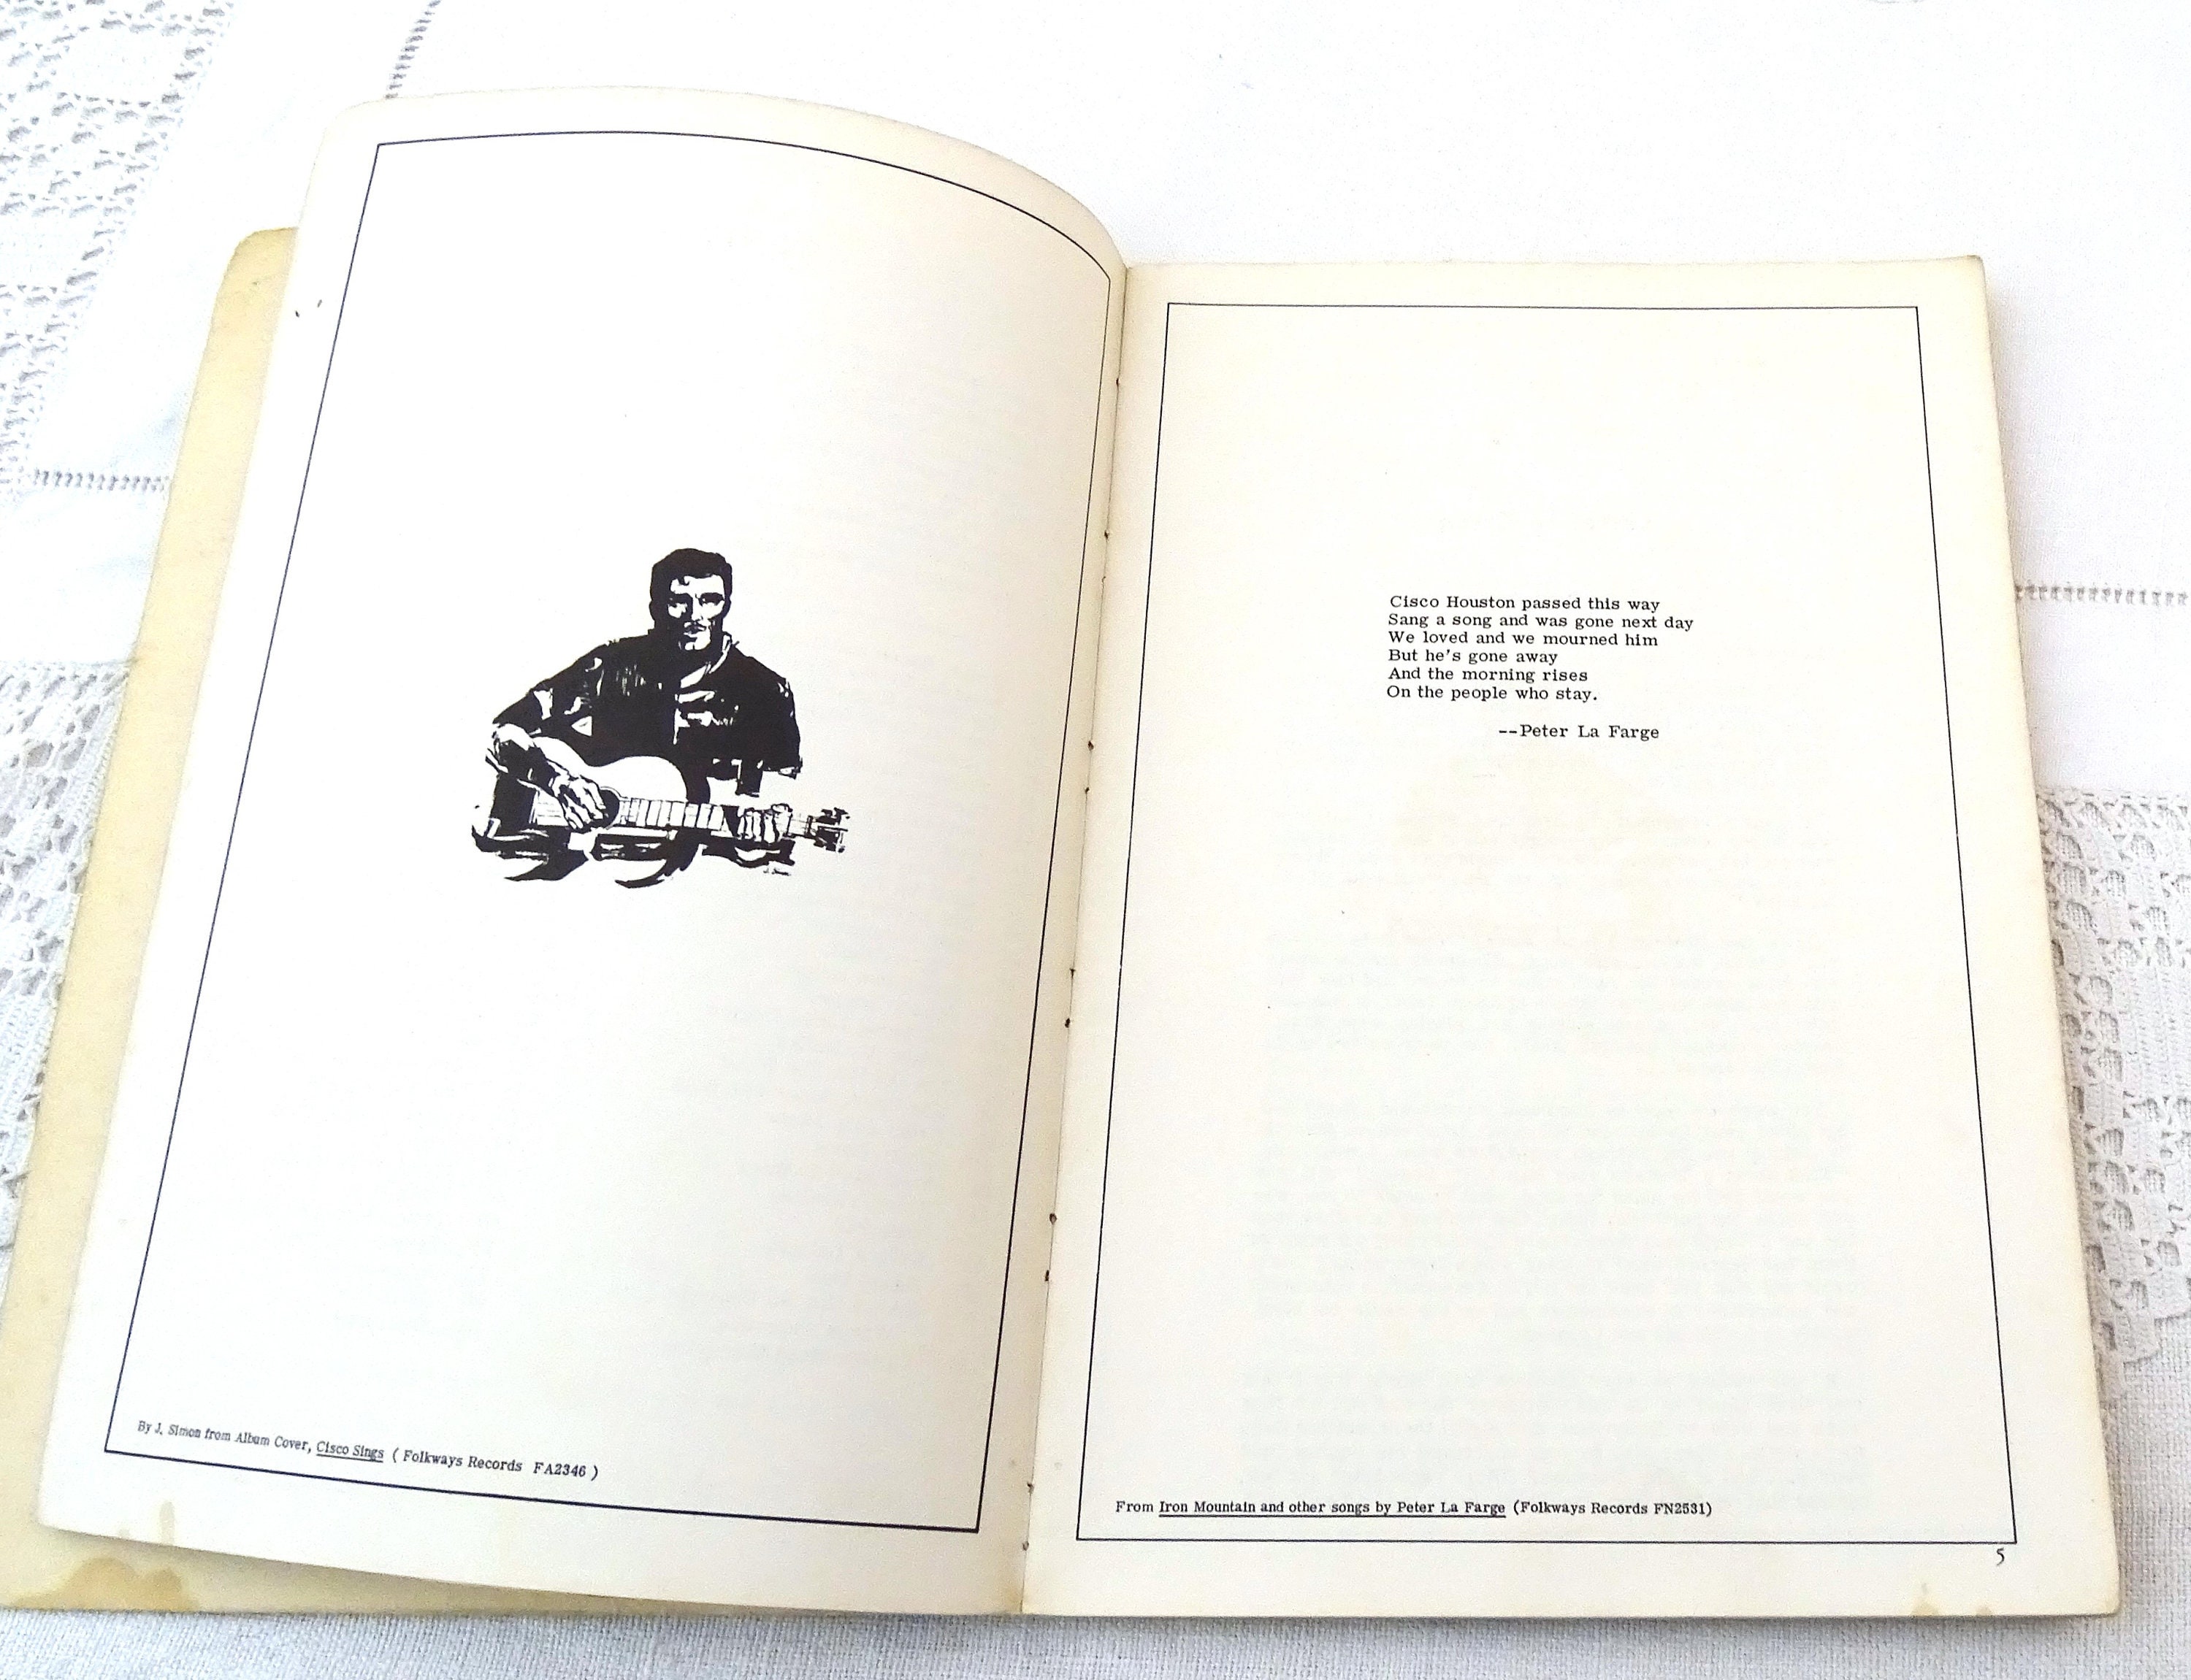 By J. Simon from Album Cover, Cisco Sings ( Folkways Records FA2346 )
Cisco Houston passed this way
Sang a song and was gone next day
We loved and we mourned him
But he's gone away
And the morning rises
On the people who stay.
--Peter La Farge
From Iron Mountain and other songs by Peter La Farge (Folkways Records FN2531)
5